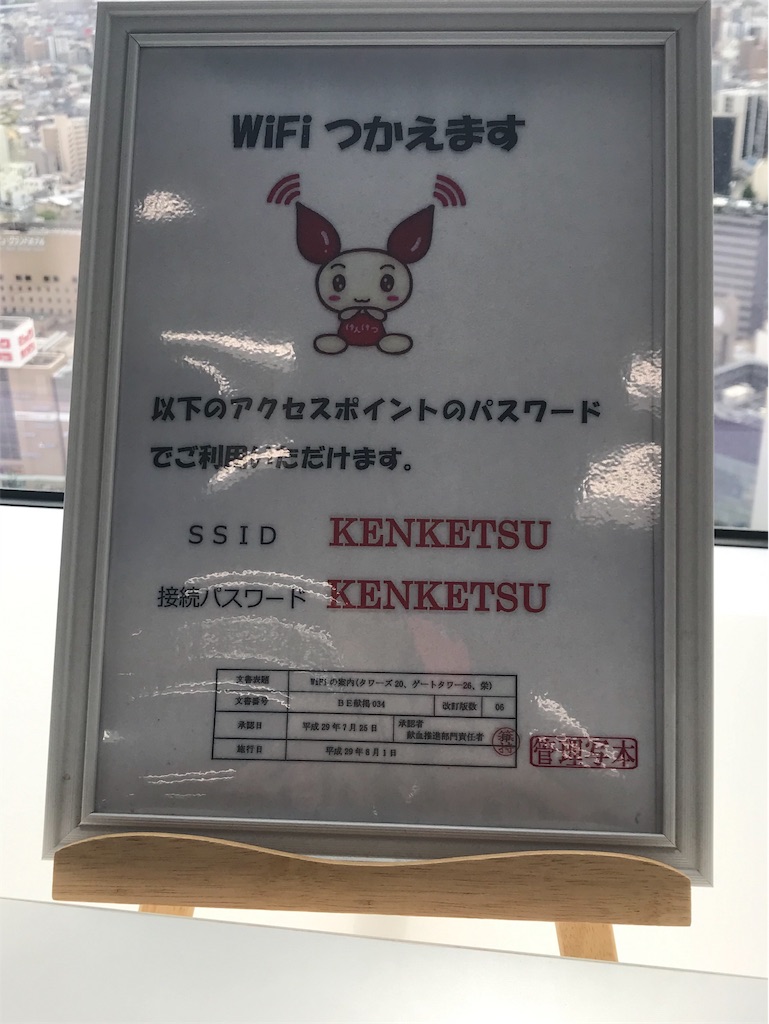 WiFi つかえます
けんけつ
以下のアクセスポイントのパスワード
でご利用いただけます。
SSID KENKETSU
接続パスワード KENKETSU
文書表題 WiFiの案内(タワーズ20、ゲートタワー26、栄)
文書番号 BE献掲034 改訂版数 06
承認日 平成29年7月25日 承認者 献血推進部門責任者
施行日 平成29年8月1日
管理写本